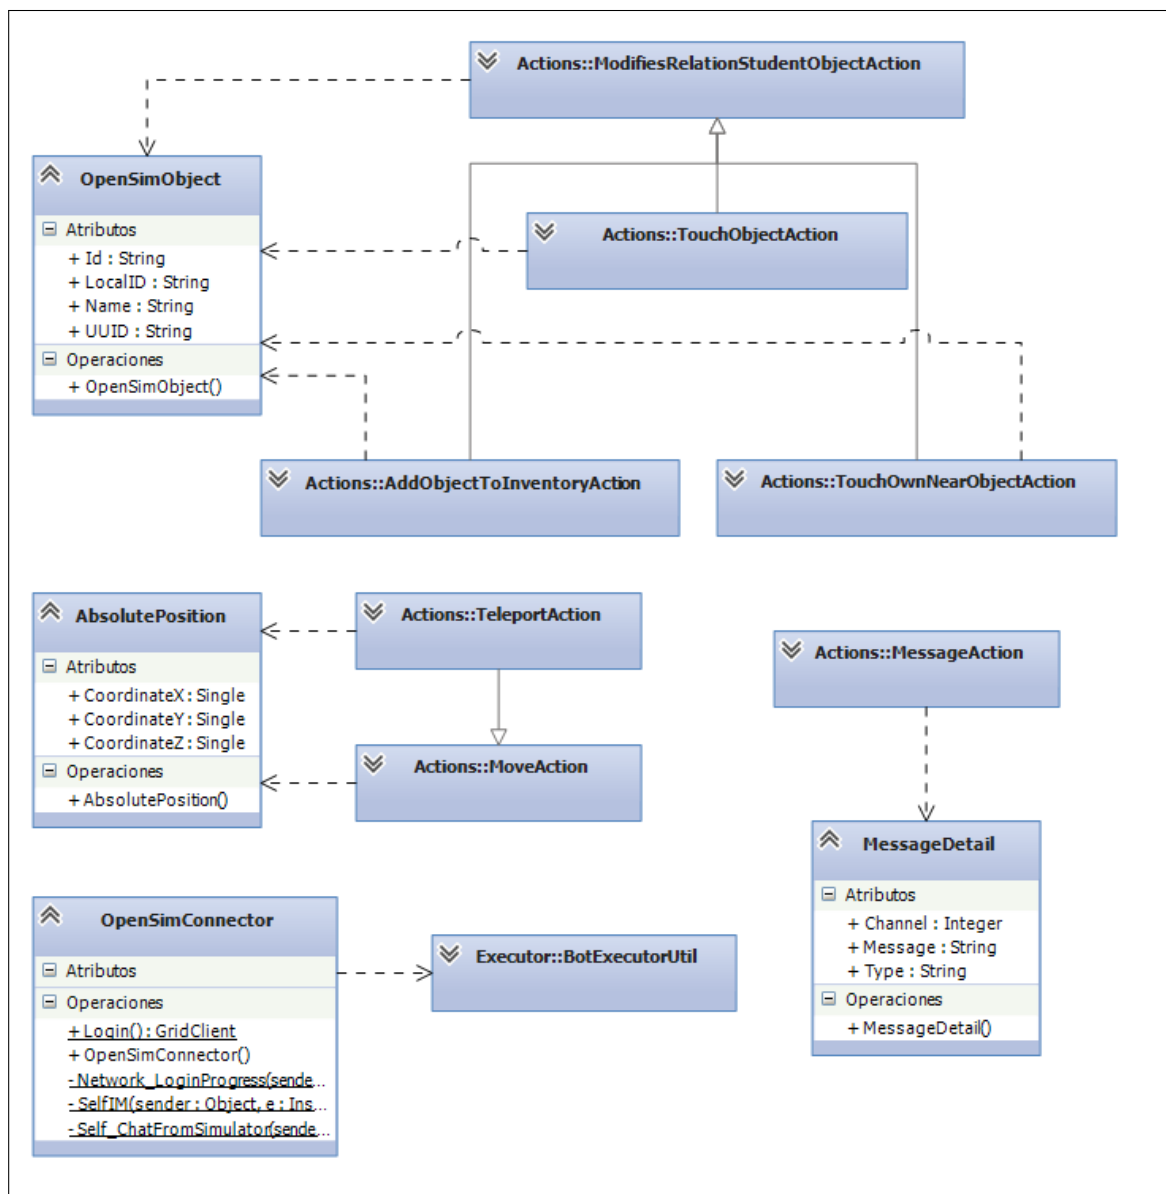 Actions::ModifiesRelationStudentObjectAction
OpenSimObject
Atributos
+ Id : String
+ LocalID : String
+ Name : String
+ UUID : String
Operaciones
+ OpenSimObject()
Actions::TouchObjectAction
Actions::AddObjectToInventoryAction
Actions::TouchOwnNearObjectAction
AbsolutePosition
Atributos
+ CoordinateX : Single
+ CoordinateY : Single
+ CoordinateZ : Single
Operaciones
+ AbsolutePosition()
Actions::TeleportAction
Actions::MoveAction
Actions::MessageAction
MessageDetail
Atributos
+ Channel : Integer
+ Message : String
+ Type : String
Operaciones
+ MessageDetail()
OpenSimConnector
Atributos
Operaciones
+ Login() : GridClient
+ OpenSimConnector()
- Network_LoginProgress(sende...
- SelfIM(sender : Object, e : Ins...
- Self_ChatFromSimulator(sende...
Executor::BotExecutorUtil